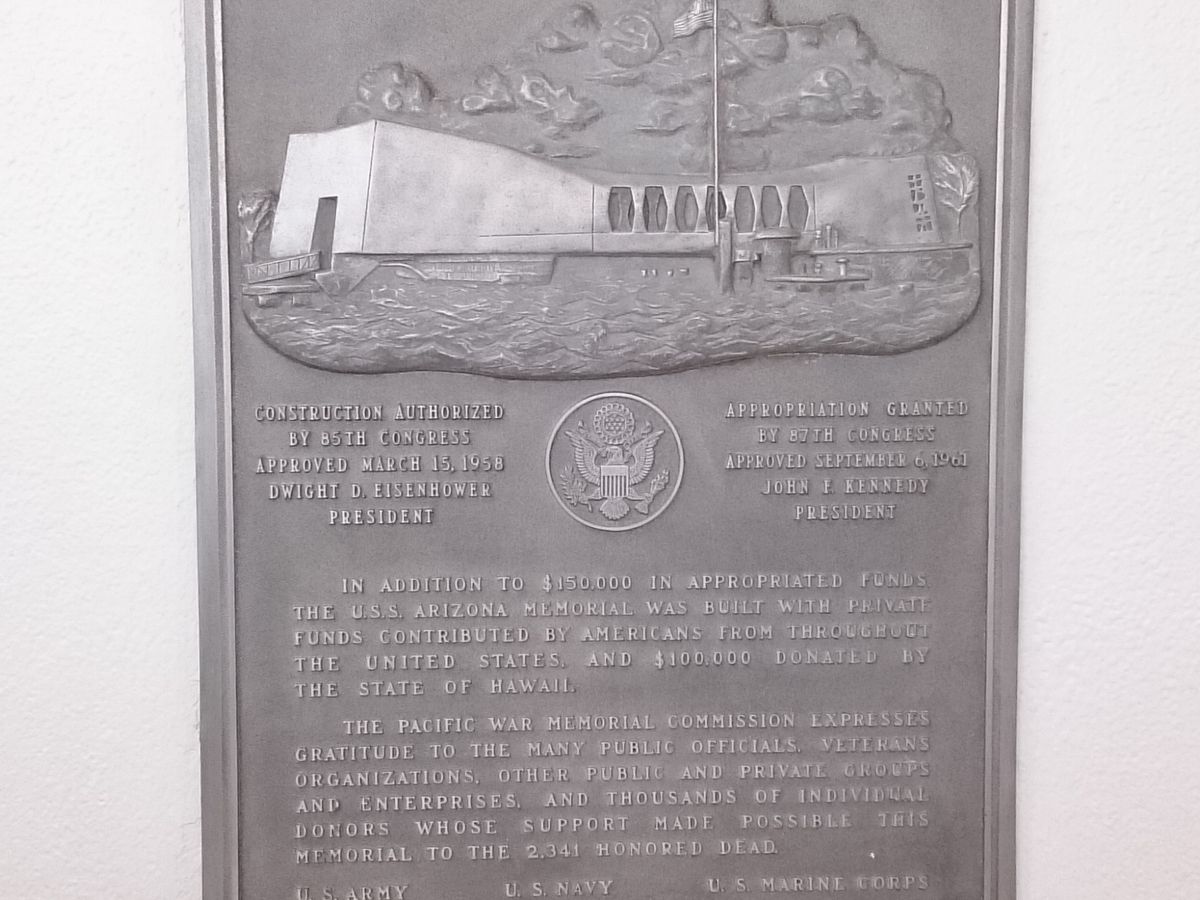 CONSTRUCTION AUTHORIZED
BY 85TH CONGRESS
APPROVED MARCH 15, 1958
DWIGHT D. EISENHOWER
PRESIDENT
APPROPRIATION GRANTED
BY 87TH CONGRESS
APPROVED SEPTEMBER 6, 1961
JOHN F. KENNEDY
PRESIDENT
IN ADDITION TO $150,000 IN APPROPRIATED FUNDS
THE U.S.S. ARIZONA MEMORIAL WAS BUILT WITH PRIVATE
FUNDS CONTRIBUTED BY AMERICANS FROM THROUGHOUT
THE UNITED STATES, AND $100,000 DONATED BY
THE STATE OF HAWAII.
THE PACIFIC WAR MEMORIAL COMMISSION EXPRESSES
GRATITUDE TO THE MANY PUBLIC OFFICIALS, VETERANS
ORGANIZATIONS, OTHER PUBLIC AND PRIVATE GROUPS
AND ENTERPRISES, AND THOUSANDS OF INDIVIDUAL
DONORS WHOSE SUPPORT MADE POSSIBLE THIS
MEMORIAL TO THE 2,341 HONORED DEAD.
U. S. ARMY U. S. NAVY U. S. MARINE CORPS